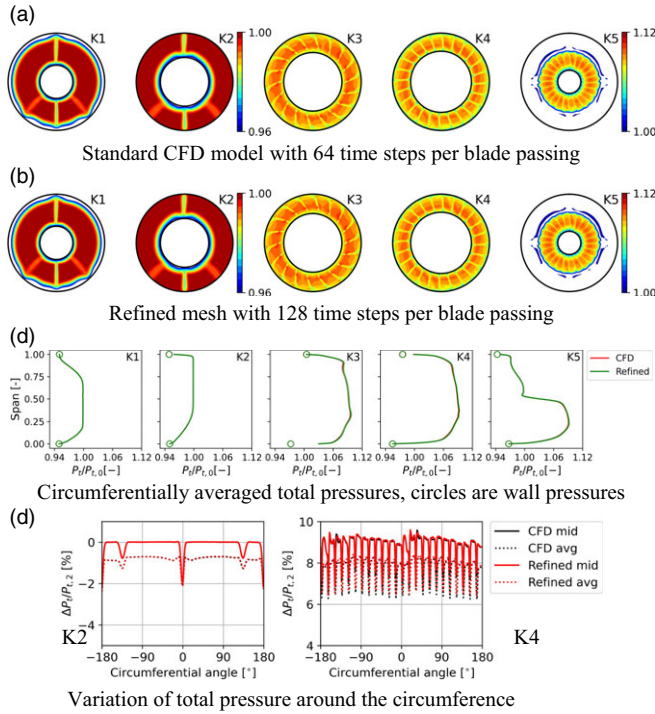 (a)
K1 K2 1.00 K3 K4 K5 1.12
0.96 1.00
Standard CFD model with 64 time steps per blade passing
(b)
K1 K2 1.00 K3 K4 K5 1.12
0.96 1.00
Refined mesh with 128 time steps per blade passing
(d)
1.00 K1 K2 K3 K4 K5 CFD
0.75 Refined
0.50
0.25
0.00
Span [-]
0.94 1.00 1.06 1.12 0.94 1.00 1.06 1.12 0.94 1.00 1.06 1.12 0.94 1.00 1.06 1.12 0.94 1.00 1.06 1.12
Pt/Pt,0[−] Pt/Pt,0[−] Pt/Pt,0[−] Pt/Pt,0[−] Pt/Pt,0[−]
Circumferentially averaged total pressures, circles are wall pressures
(d)
0 10 CFD mid
−2 8 CFD avg
−4 6 Refined mid
4 Refined avg
ΔPt/Pt,2 [%] ΔPt/Pt,2 [%]
K2 K4
−180 −90 0 90 180 −180 −90 0 90 180
Circumferential angle [°] Circumferential angle [°]
Variation of total pressure around the circumference